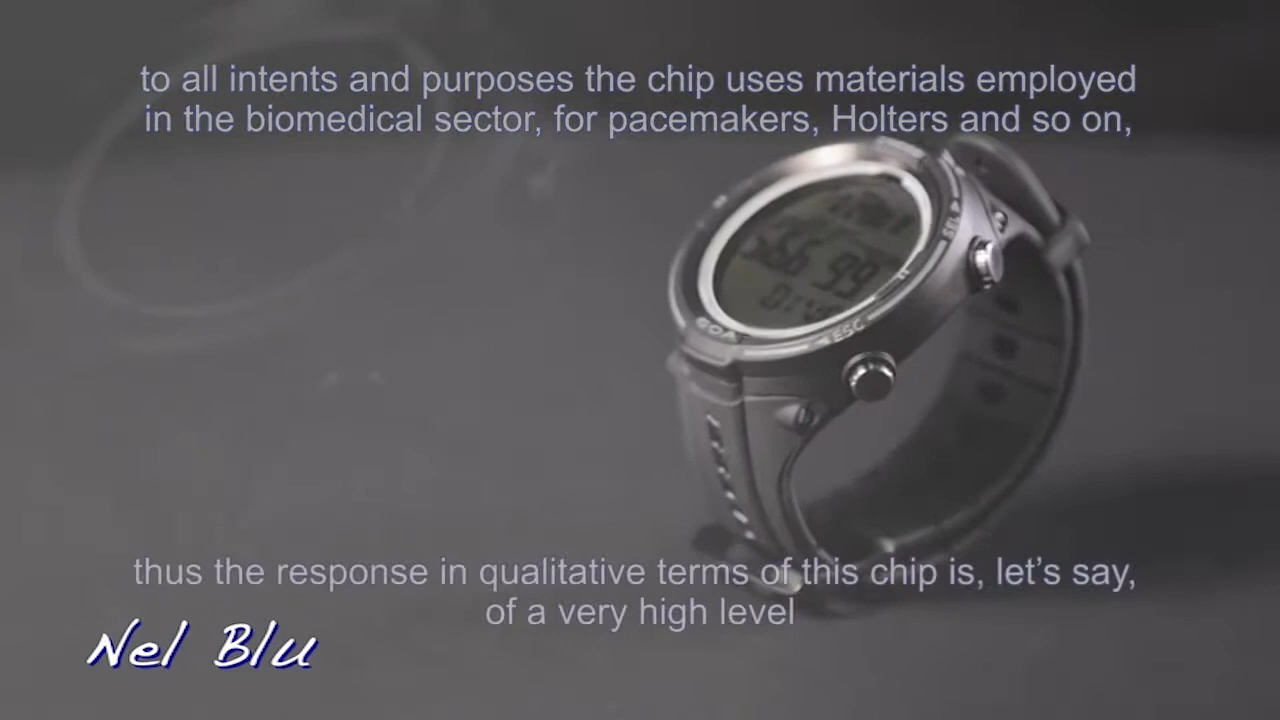 to all intents and purposes the chip uses materials employed
in the biomedical sector, for pacemakers, Holters and so on,
ESC
thus the response in qualitative terms of this chip is, let’s say,
of a very high level
Nel Blu